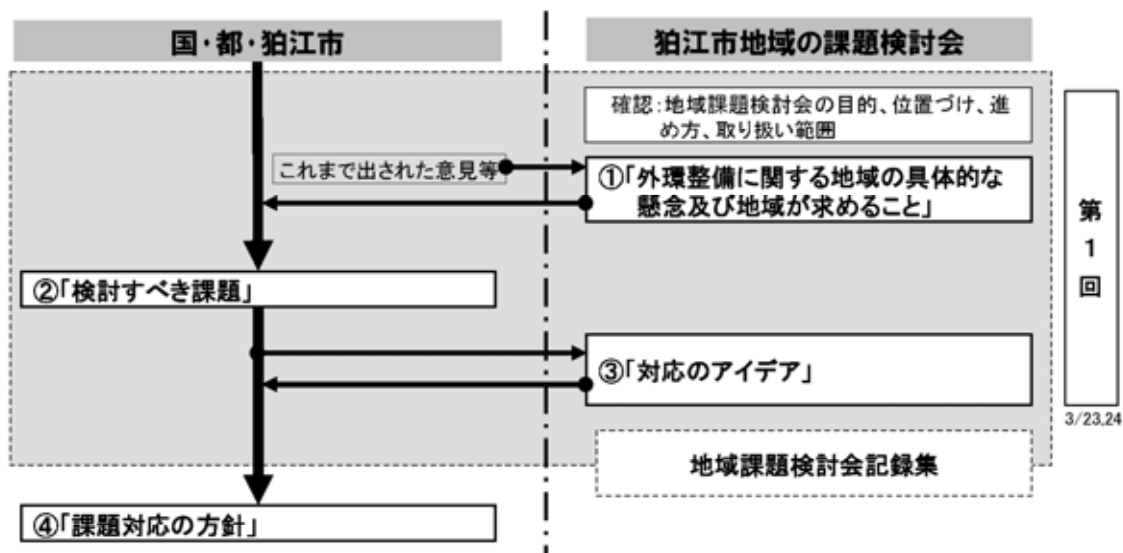 国・都・狛江市
狛江市地域の課題検討会
確認：地域課題検討会の目的、位置づけ、進
め方、取り扱い範囲
これまで出された意見等
①「外環整備に関する地域の具体的な
懸念及び地域が求めること」
第
1
回
3/23,24
②「検討すべき課題」
③「対応のアイデア」
地域課題検討会記録集
④「課題対応の方針」